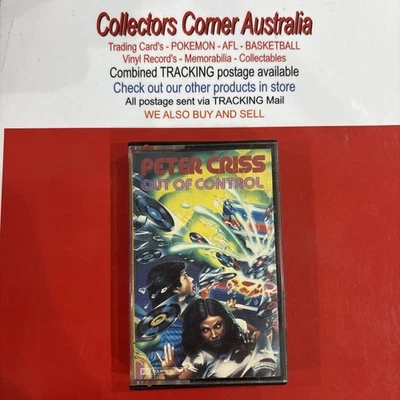 Collectors Corner Australia
Trading Card's - POKEMON - AFL - BASKETBALL
Vinyl Record's - Memorabilia - Collectables
Combined TRACKING postage available
Check out our other products in store
All postage sent via TRACKING Mail
WE ALSO BUY AND SELL
PETER CRISS
OUT OF CONTROL